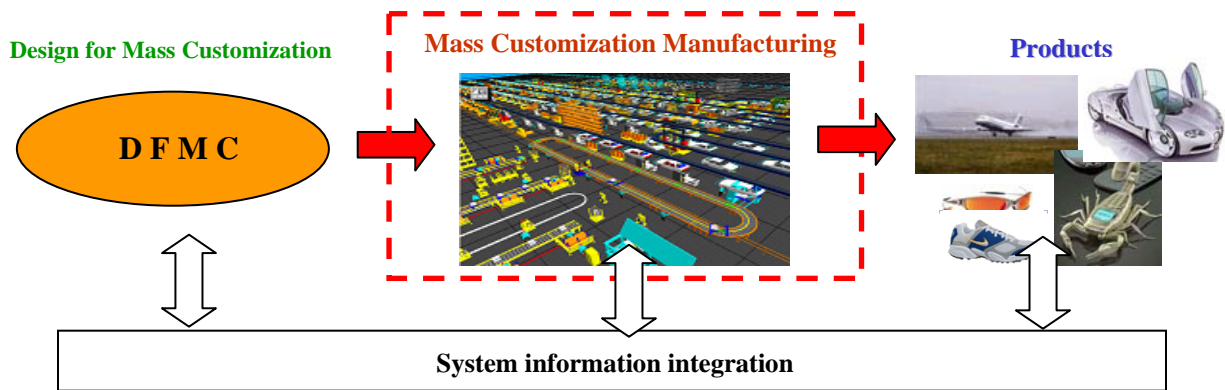 Design for Mass Customization
Mass Customization Manufacturing
Products
D F M C
System information integration